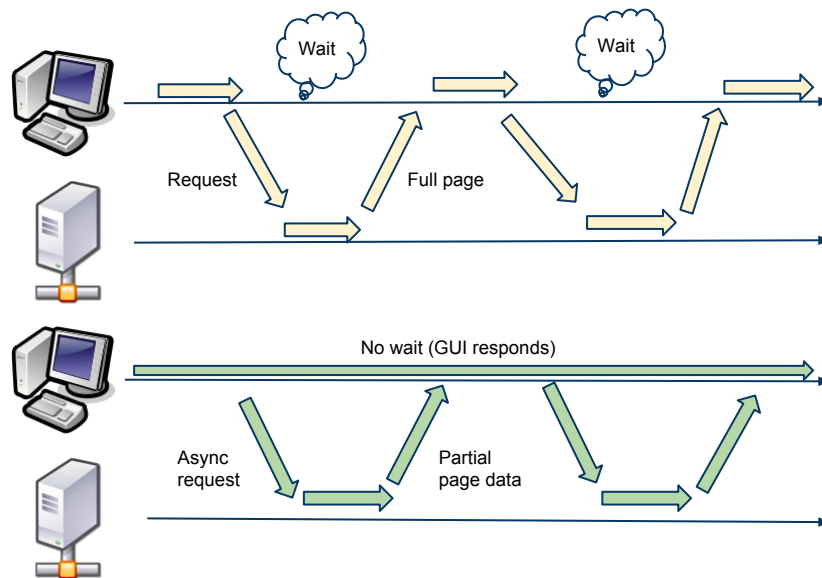 Wait
Wait
Request
Full page
No wait (GUI responds)
Async
request
Partial
page data